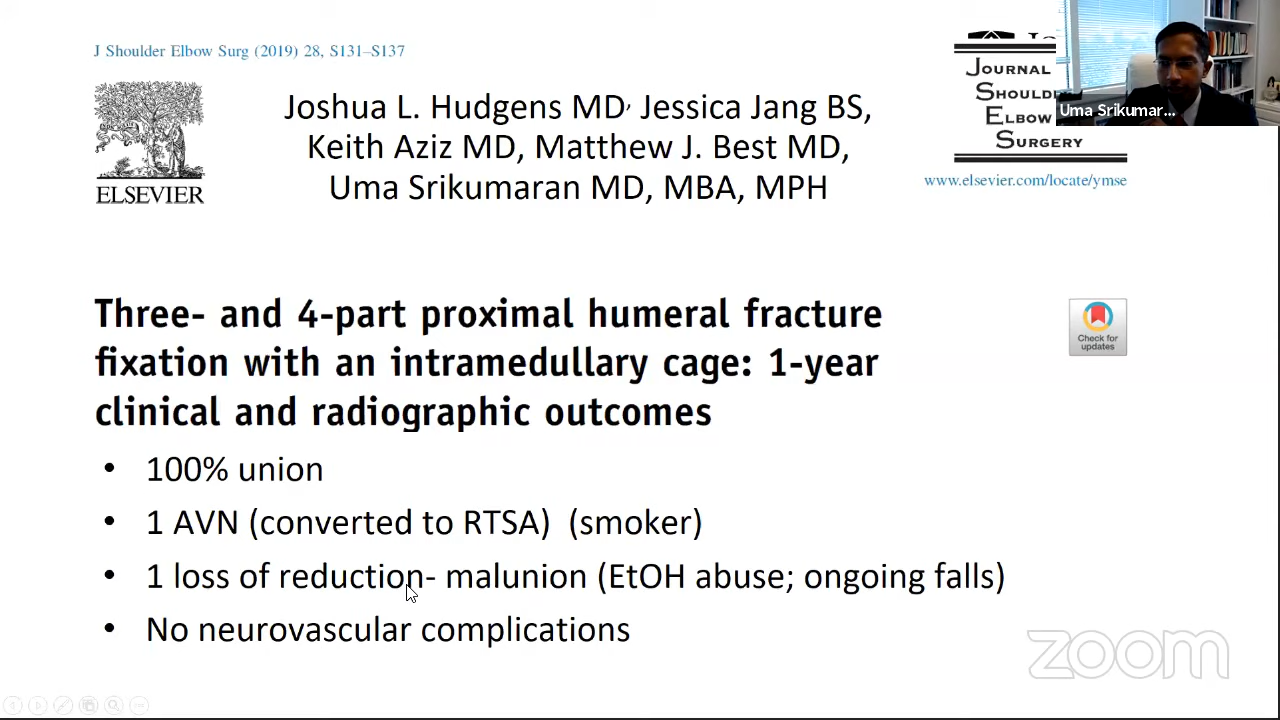 J Shoulder Elbow Surg (2019) 28, S131–S137
ELSEVIER
Joshua L. Hudgens MD, Jessica Jang BS,
Keith Aziz MD, Matthew J. Best MD,
Uma Srikumaran MD, MBA, MPH
JOURNAL
SHOULD
ELBOW
SURGERY
www.elsevier.com/locate/ymse
Uma Srikumar...
Three- and 4-part proximal humeral fracture
fixation with an intramedullary cage: 1-year
clinical and radiographic outcomes
Check for
updates
• 100% union
• 1 AVN (converted to RTSA) (smoker)
• 1 loss of reduction- malunion (EtOH abuse; ongoing falls)
• No neurovascular complications
zoom